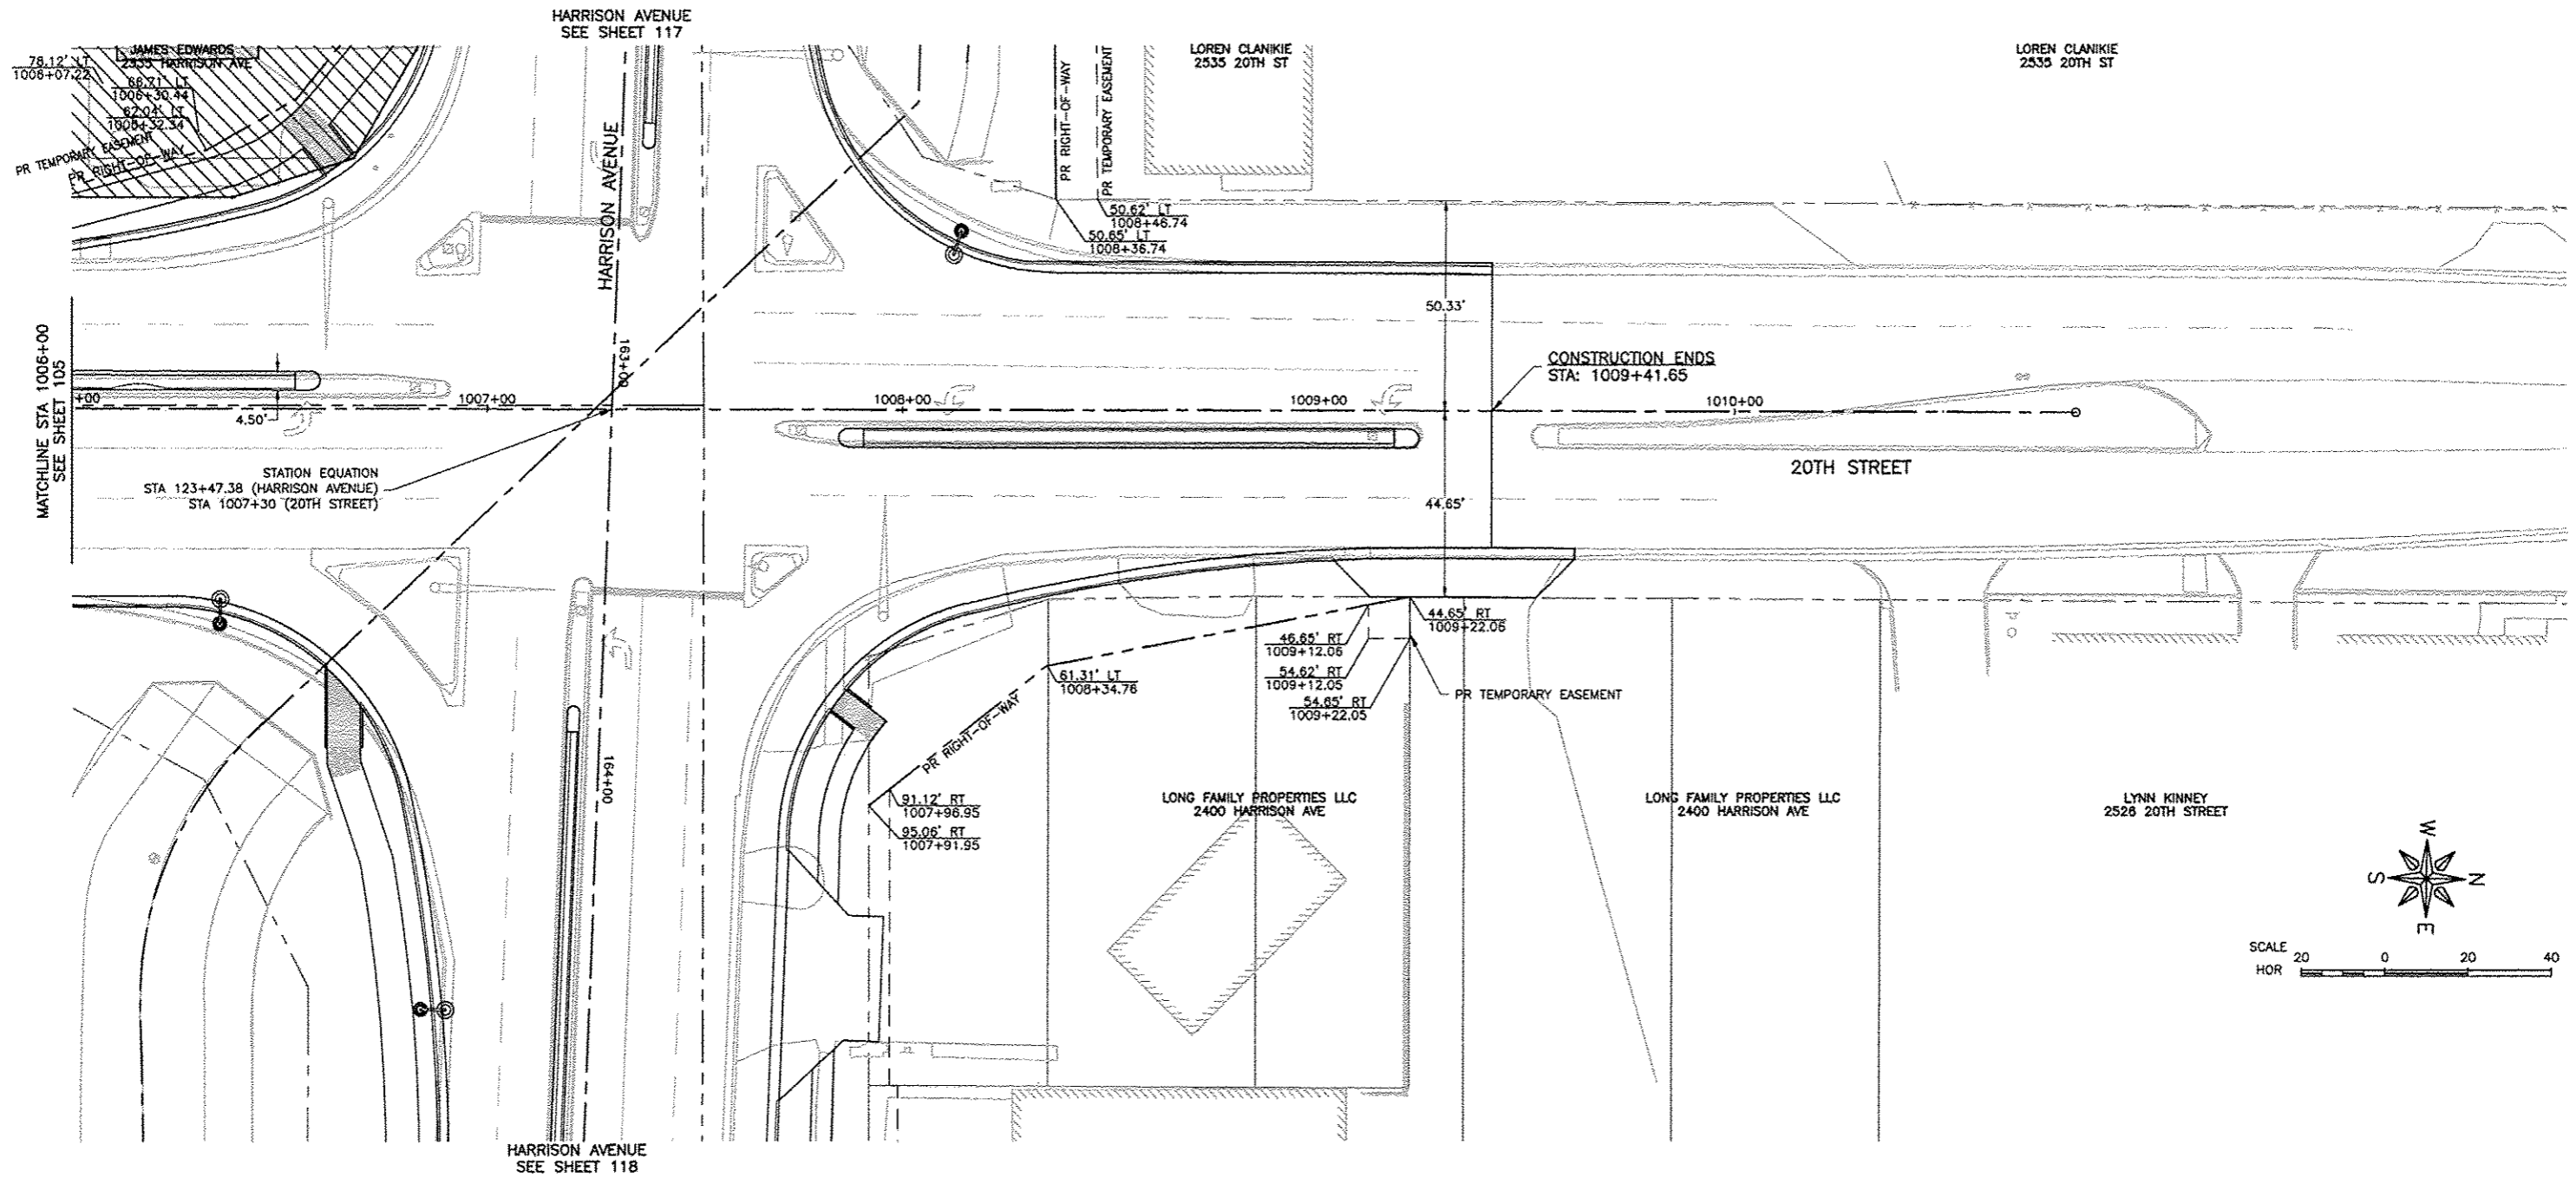 HARRISON AVENUE
SEE SHEET 117
JAMES EDWARDS
2535 HARRISON AVE
78.12' LT
1006+07.22
68.71' LT
1006+30.44
62.04' LT
1006+32.34
PR TEMPORARY EASEMENT
PR RIGHT-OF-WAY
HARRISON AVENUE
PR RIGHT-OF-WAY
PR TEMPORARY EASEMENT
LOREN CLANIKIE
2535 20TH ST
LOREN CLANIKIE
2535 20TH ST
50.62' LT
1008+46.74
50.65' LT
1008+36.74
50.33'
163+00
CONSTRUCTION ENDS
STA: 1009+41.65
MATCHLINE STA 1006+00
SEE SHEET 105
+00
4.50'
1007+00
1008+00
1009+00
1010+00
20TH STREET
STATION EQUATION
STA 123+47.38 (HARRISON AVENUE)
STA 1007+30 (20TH STREET)
44.65'
44.65' RT
1009+22.06
46.65' RT
1009+12.06
54.62' RT
1009+12.05
54.65' RT
1009+22.05
PR TEMPORARY EASEMENT
61.31' LT
1008+34.76
PR RIGHT-OF-WAY
164+00
91.12' RT
1007+96.95
95.06' RT
1007+91.95
LONG FAMILY PROPERTIES LLC
2400 HARRISON AVE
LONG FAMILY PROPERTIES LLC
2400 HARRISON AVE
LYNN KINNEY
2526 20TH STREET
W
S
N
E
SCALE
HOR
20 0 20 40
HARRISON AVENUE
SEE SHEET 118